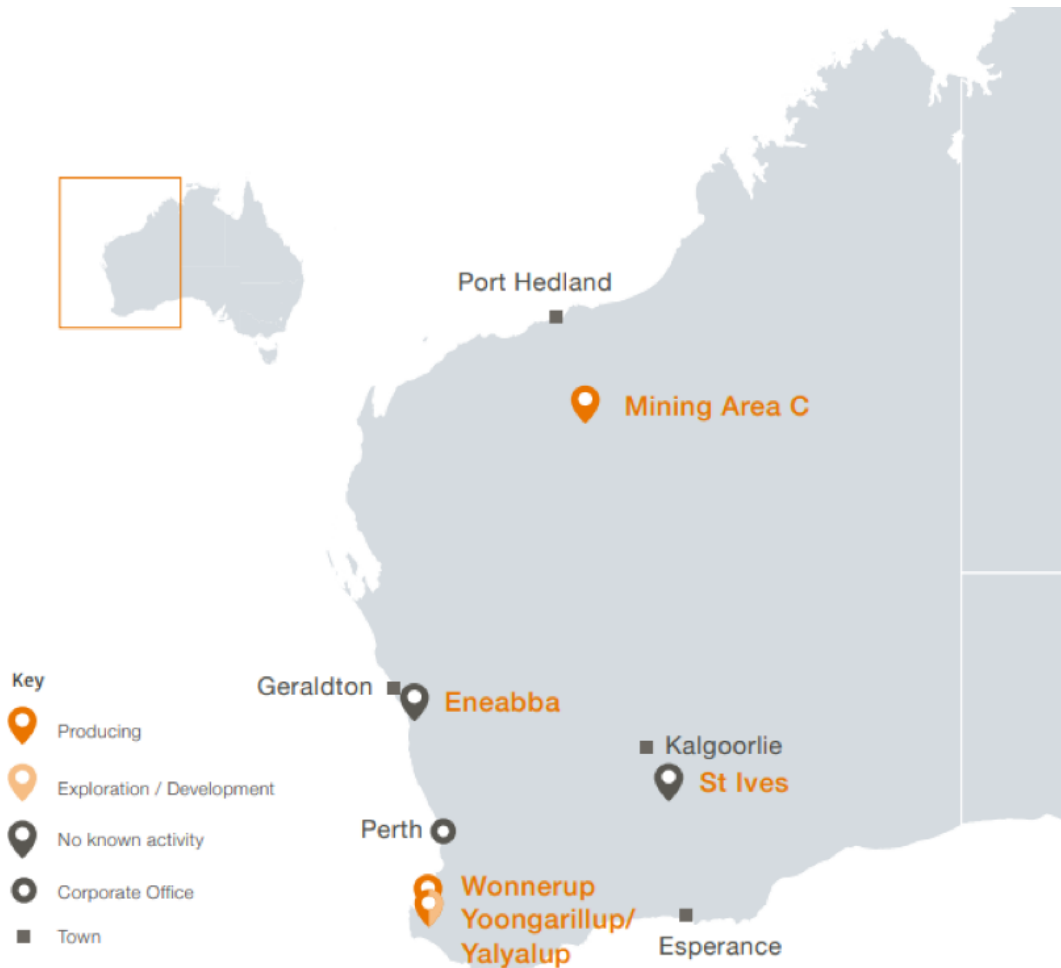 Port Hedland
Mining Area C
Key
Geraldton
Eneabba
Producing
Kalgoorlie
Exploration / Development
St Ives
No known activity
Perth
Corporate Office
Wonnerup
Yoongarillup/
Yalyalup
Town
Esperance